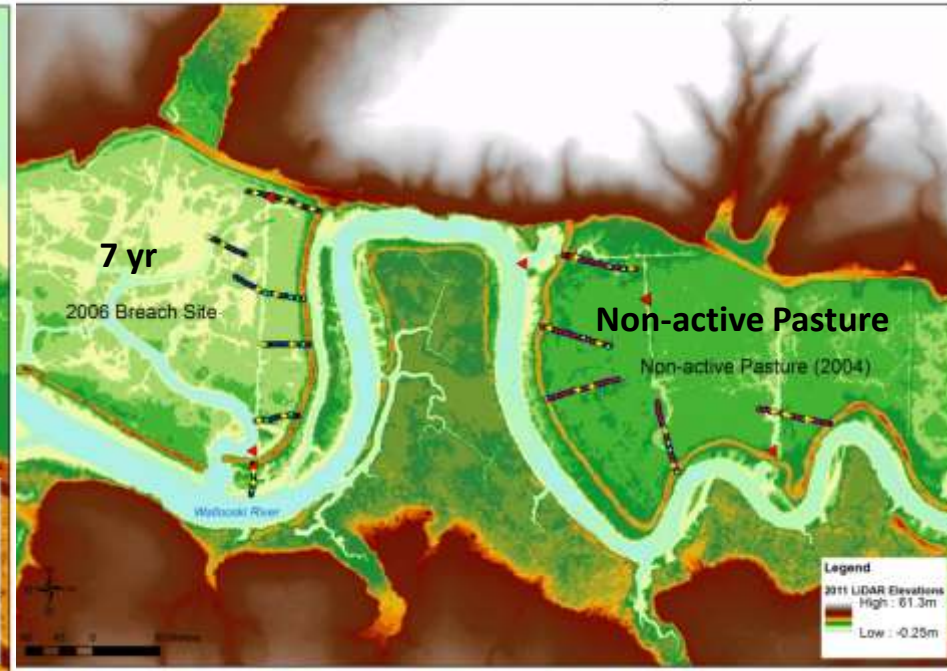 7 yr
2006 Breach Site
Non-active Pasture
Non-active Pasture (2004)
Wallooski River
Legend
2011 LiDAR Elevations
High : 61.3m
Low : -0.25m